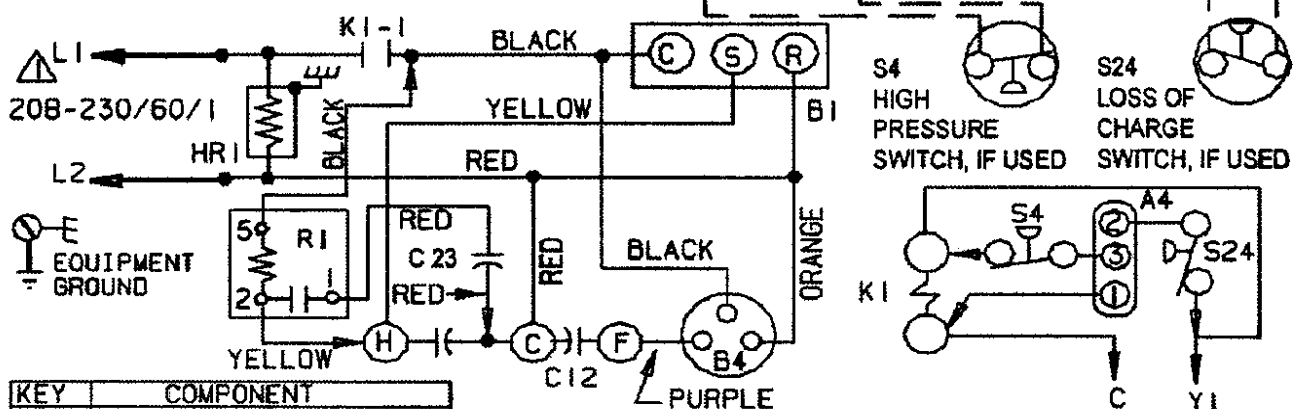 L1
K1-1
BLACK
C S R
B1
208-230/60/1
HR1
BLACK
YELLOW
L2
RED
EQUIPMENT
GROUND
5
R1
2
1
RED
C 23
RED
RED
BLACK
ORANGE
YELLOW
H
C
F
C12
B4
PURPLE
KEY COMPONENT
S4
HIGH
PRESSURE
SWITCH, IF USED
S24
LOSS OF
CHARGE
SWITCH, IF USED
A4
S4
2
3
1
S24
K1
C
Y1